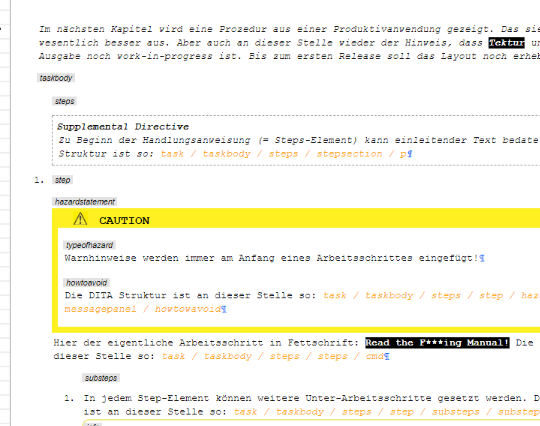 Im nächsten Kapitel wird eine Prozedur aus einer Produktivanwendung gezeigt. Das sie
wesentlich besser aus. Aber auch an dieser Stelle wieder der Hinweis, dass Tektur un
Ausgabe noch work-in-progress ist. Bis zum ersten Release soll das Layout noch erheb
taskbody
steps
Supplemental Directive
Zu Beginn der Handlungsanweisung (= Steps-Element) kann einleitender Text bedate
Struktur ist so: task / taskbody / steps / stepsection / p¶
1. step
hazardstatement
CAUTION
typeofhazard
Warnhinweise werden immer am Anfang eines Arbeitsschrittes eingefügt!¶
howtoavoid
Die DITA Struktur ist an dieser Stelle so: task / taskbody / steps / step / haz
messagepanel / howtowavoid¶
Hier der eigentliche Arbeitsschritt in Fettschrift: Read the F***ing Manual! Die
dieser Stelle so: task / taskbody / steps / steps / cmd¶
substeps
1. In jedem Step-Element können weitere Unter-Arbeitsschritte gesetzt werden. D
ist an dieser Stelle so: task / taskbody / steps / step / substeps / substep